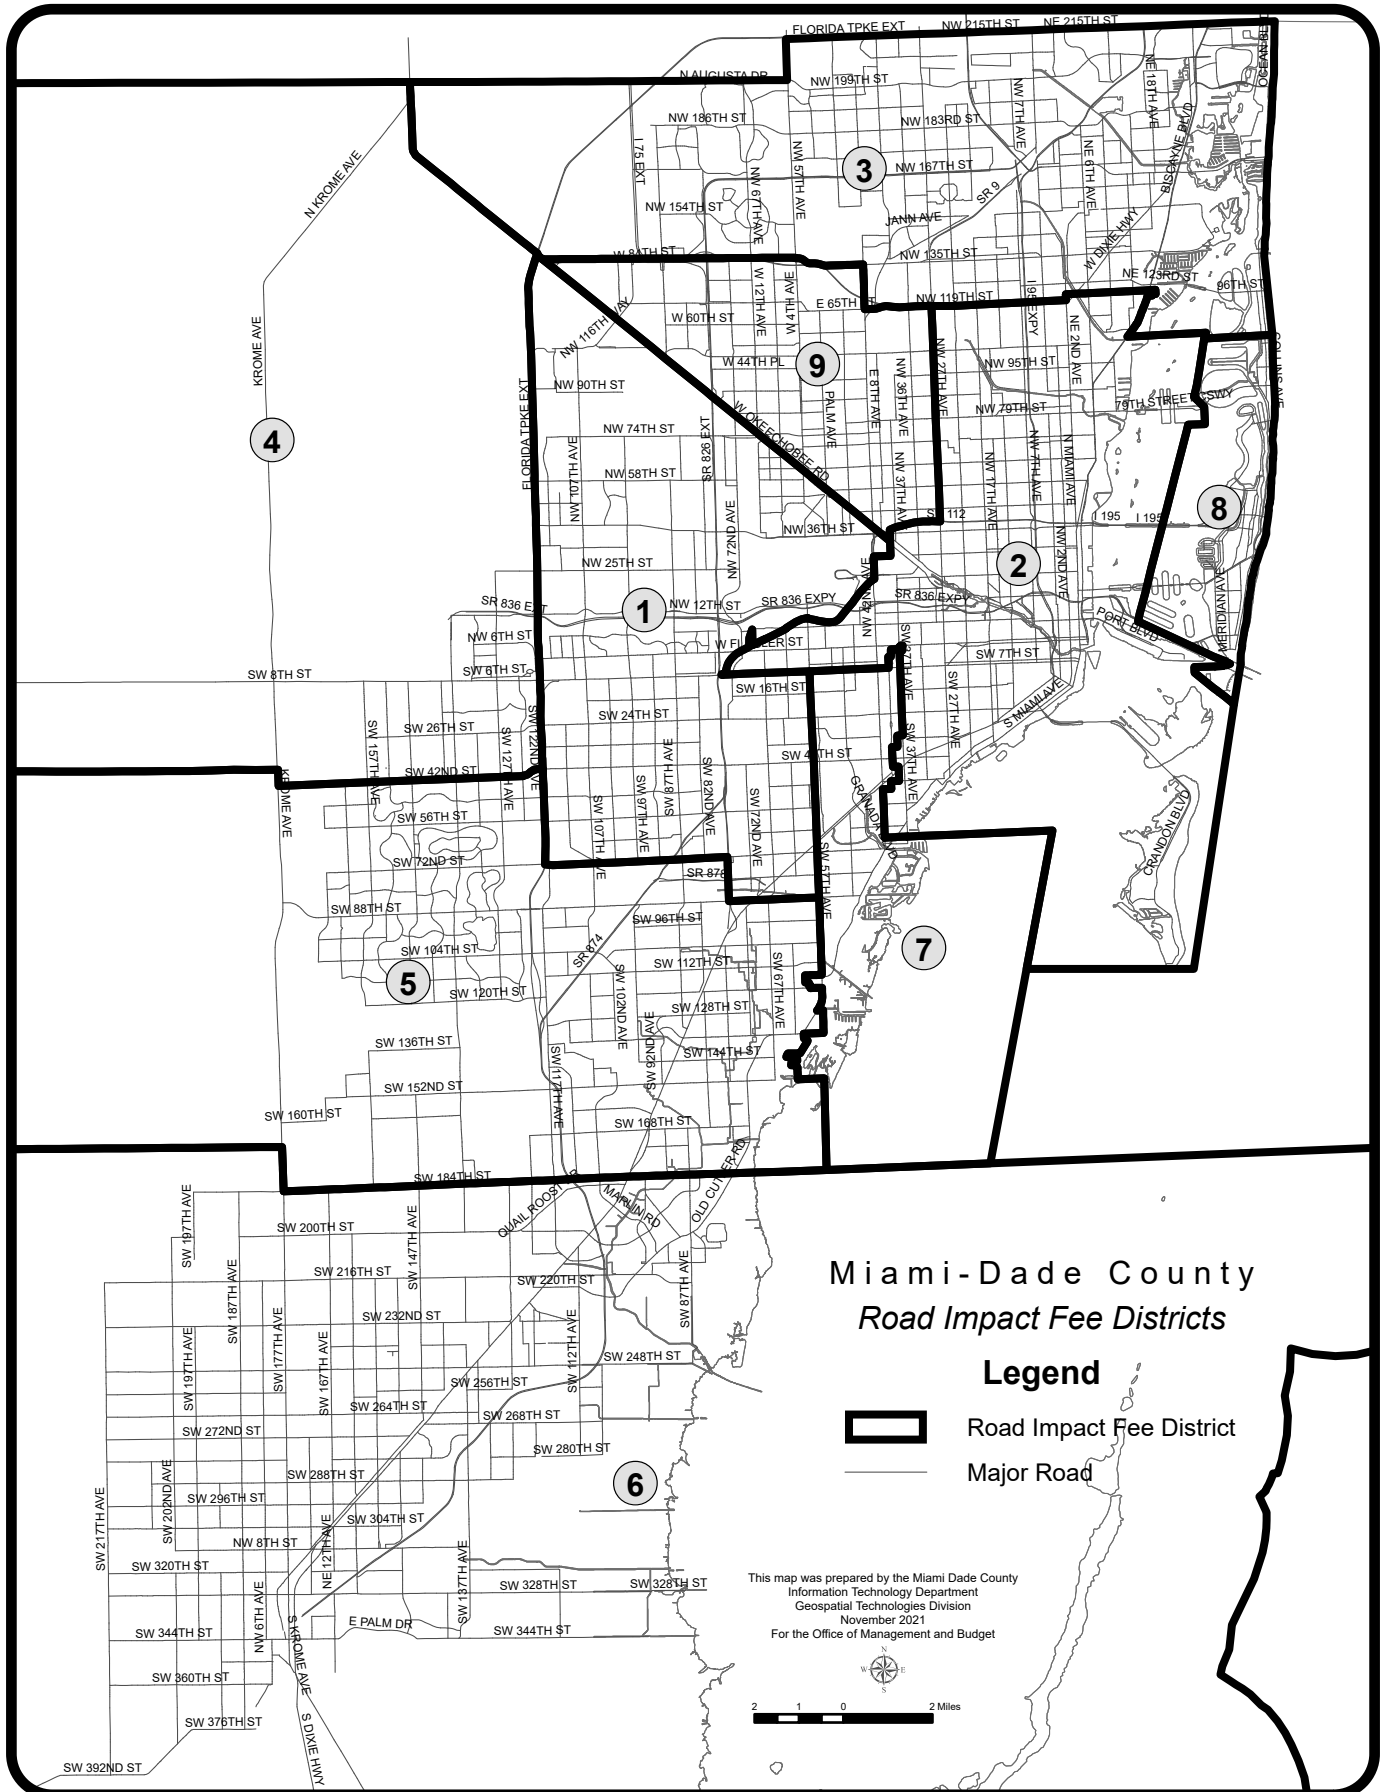 FLORIDA TPKE EXT
NW 215TH ST
NE 215TH ST
N AUGUSTA DR
NW 199TH ST
NE 18TH AVE
NW 7TH AVE
NW 186TH ST
NW 183RD ST
BISCAYNE BLVD
I 75 EXT
NW 57TH AVE
3
NW 167TH ST
NE 6TH AVE
N KROME AVE
NW 67TH AVE
SR 9
NW 154TH ST
JANN AVE
W DIXIE HWY
W 84TH ST
NW 135TH ST
NE 123RD ST
96TH ST
W 12TH AVE
W 4TH AVE
E 65TH ST
NW 119TH ST
I 95 EXPY
W 60TH ST
NW 116TH WAY
NE 2ND AVE
KROME AVE
W 44TH PL
9
NW 27TH AVE
NW 95TH ST
COLLINS AVE
NW 90TH ST
E 8TH AVE
NW 36TH AVE
FLORIDA TPKE EXT
PALM AVE
NW 79TH ST
79TH STREET CSWY
W OKEECHOBEE RD
4
NW 74TH ST
SR 826 EXT
NW 107TH AVE
NW 58TH ST
NW 37TH AVE
NW 17TH AVE
NW 7TH AVE
N MIAMI AVE
8
NW 72ND AVE
NW 36TH ST
I 195
I 195
NW 25TH ST
2
NW 2ND AVE
NW 42ND AVE
MERIDIAN AVE
SR 836 EXT
1
NW 12TH ST
SR 836 EXPY
SR 836 EXPY
PORT BLVD
NW 6TH ST
SW 8TH ST
SW 6TH ST
SW 7TH ST
SW 37TH AVE
SW 16TH ST
SW 27TH AVE
S MIAMI AVE
SW 24TH ST
SW 26TH ST
SW 157TH AVE
SW 127TH AVE
SW 122ND AVE
SW 37TH AVE
SW 42ND ST
KROME AVE
SW 87TH AVE
SW 82ND AVE
SW 97TH AVE
SW 107TH AVE
SW 72ND AVE
CRANDON BLVD
SW 56TH ST
SW 57TH AVE
SW 72ND ST
SR 878
SW 88TH ST
SW 96TH ST
SW 104TH ST
SR 874
SW 112TH ST
7
5
SW 120TH ST
SW 102ND AVE
SW 67TH AVE
SW 128TH ST
SW 136TH ST
SW 92ND AVE
SW 144TH ST
SW 117TH AVE
SW 152ND ST
SW 160TH ST
SW 168TH ST
SW 184TH ST
OLD CUTLER RD
MARLIN RD
SW 197TH AVE
SW 200TH ST
SW 147TH AVE
SW 216TH ST
SW 220TH ST
SW 187TH AVE
SW 87TH AVE
Miami-Dade County
Road Impact Fee Districts
Legend
Road Impact Fee District
Major Road
SW 232ND ST
SW 177TH AVE
SW 197TH AVE
SW 167TH AVE
SW 112TH AVE
SW 248TH ST
SW 256TH ST
SW 264TH ST
SW 268TH ST
SW 272ND ST
SW 280TH ST
SW 288TH ST
6
SW 202ND AVE
SW 217TH AVE
SW 296TH ST
SW 304TH ST
NW 8TH ST
NE 12TH AVE
SW 320TH ST
SW 137TH AVE
SW 328TH ST
SW 328TH ST
NW 6TH AVE
E PALM DR
SW 344TH ST
SW 344TH ST
S KROME AVE
SW 360TH ST
SW 376TH ST
S DIXIE HWY
SW 392ND ST
This map was prepared by the Miami Dade County
Information Technology Department
Geospatial Technologies Division
November 2021
For the Office of Management and Budget
N
W E
S
2 1 0 2 Miles